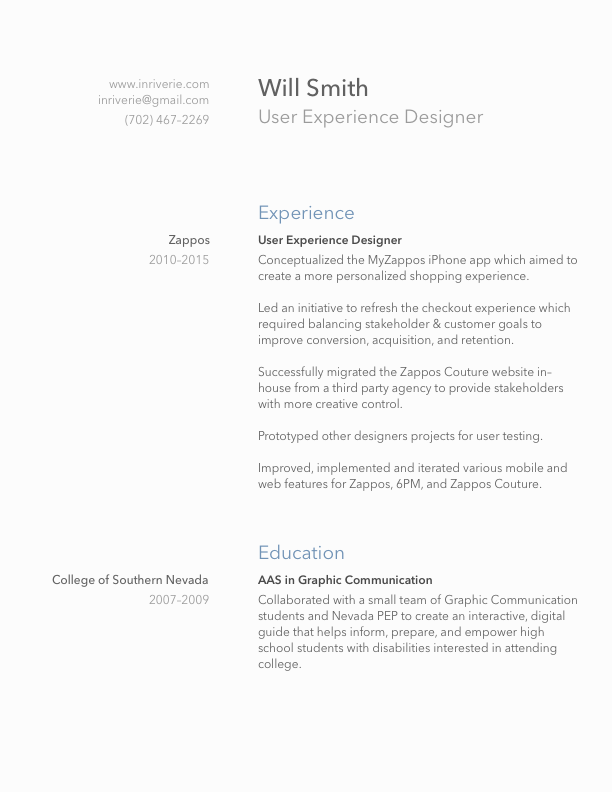 www.inriverie.com
inriverie@gmail.com
(702) 467–2269
Will Smith
User Experience Designer
Experience
Zappos
2010–2015
User Experience Designer
Conceptualized the MyZappos iPhone app which aimed to
create a more personalized shopping experience.
Led an initiative to refresh the checkout experience which
required balancing stakeholder & customer goals to
improve conversion, acquisition, and retention.
Successfully migrated the Zappos Couture website in–
house from a third party agency to provide stakeholders
with more creative control.
Prototyped other designers projects for user testing.
Improved, implemented and iterated various mobile and
web features for Zappos, 6PM, and Zappos Couture.
Education
College of Southern Nevada
2007–2009
AAS in Graphic Communication
Collaborated with a small team of Graphic Communication
students and Nevada PEP to create an interactive, digital
guide that helps inform, prepare, and empower high
school students with disabilities interested in attending
college.